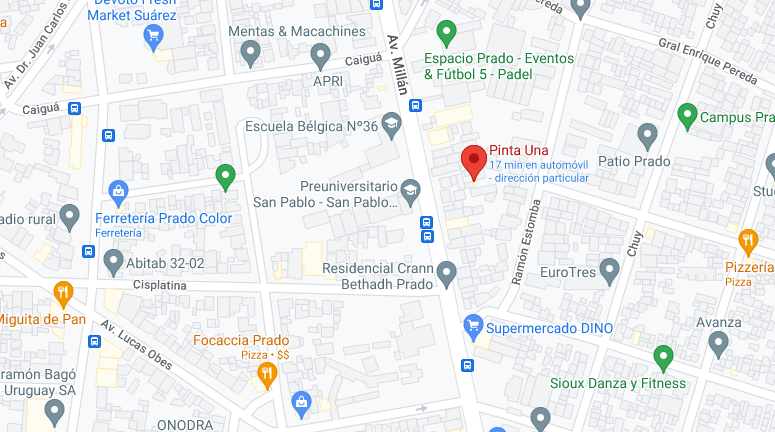 Devoto Fresh
Market Suárez
Av. Dr. Juan Carlos
Mentas & Macachines
Caiguá
APRI
Av. Millán
Espacio Prado - Eventos
& Fútbol 5 - Padel
Pereda
Chuy
Gral Enrique Pereda
Caiguá
Escuela Bélgica Nº36
Campus Pra
Patio Prado
Pinta Una
17 min en automóvil
- dirección particular
Preuniversitario
San Pablo - San Pablo...
Stu
adio rural
Ferretería Prado Color
Ferretería
Ramón Estomba
Chuy
Abitab 32-02
Cisplatina
Residencial Crann
Bethadh Prado
EuroTres
Pizzería
Pizza
Miguita de Pan
Av. Lucas Obes
Focaccia Prado
Pizza • $$
Supermercado DINO
Avanza
ramón Bagó
Uruguay SA
Sioux Danza y Fitness
ONODRA